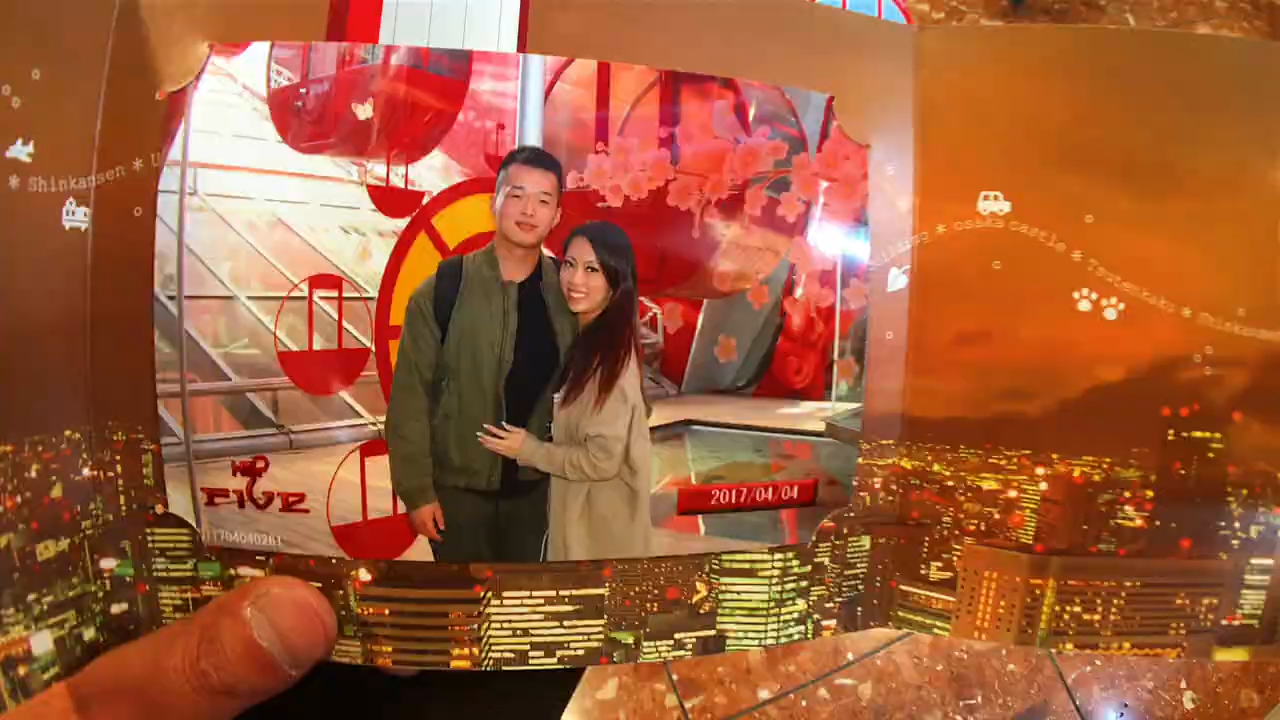 * Shinkansen * U
* osaka castle *
HEP
FIVE
2017/04/04